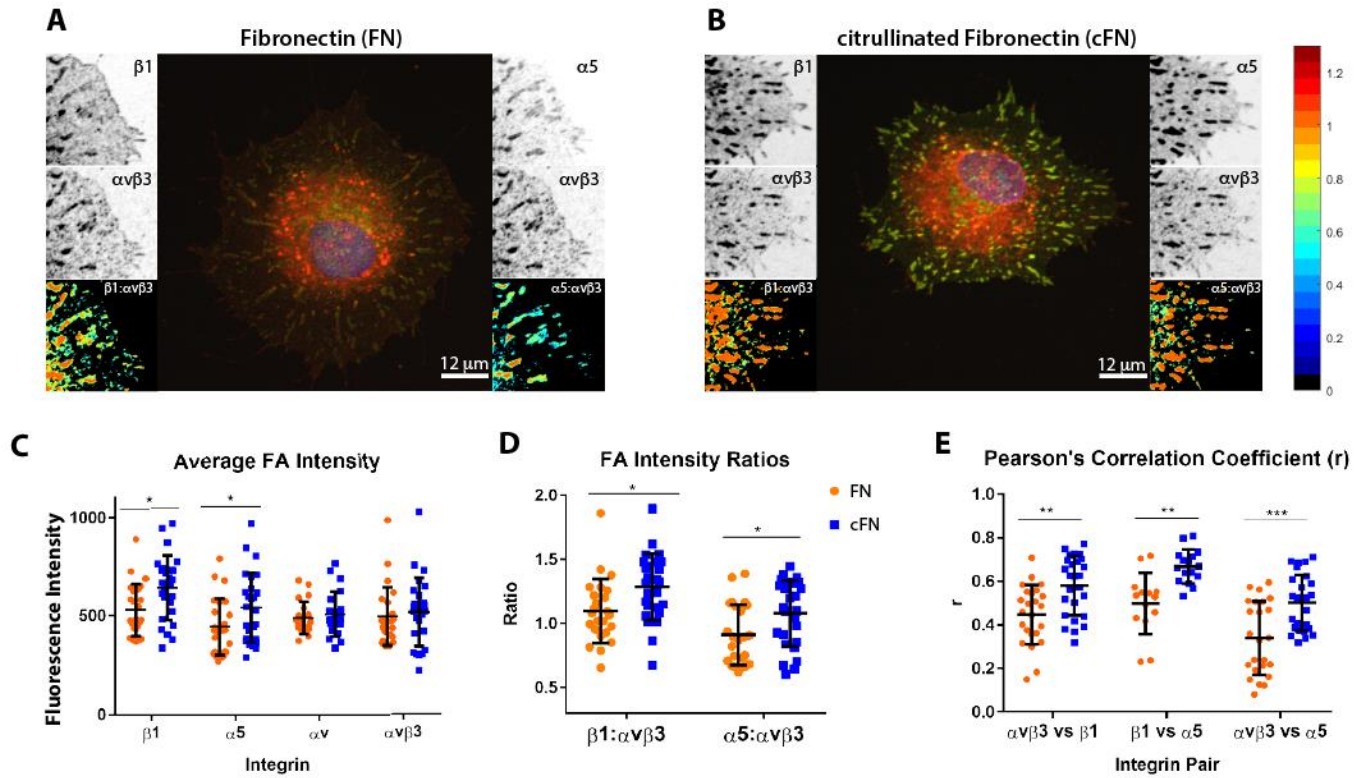 A
Fibronectin (FN)
β1
α5
αvβ3
αvβ3
β1:αvβ3
α5:αvβ3
12 μm
B
citrullinated Fibronectin (cFN)
β1
α5
αvβ3
αvβ3
β1:αvβ3
α5:αvβ3
12 μm
1.2
1
0.8
0.6
0.4
0.2
0
C
Average FA Intensity
Fluorescence Intensity
1000
500
0
* *
β1 α5 αv αvβ3
Integrin
D
FA Intensity Ratios
Ratio
2.0
1.5
1.0
0.5
* *
FN
cFN
β1:αvβ3 α5:αvβ3
E
Pearson's Correlation Coefficient (r)
r
1.0
0.8
0.6
0.4
0.2
0.0
** ** ***
αvβ3 vs β1 β1 vs α5 αvβ3 vs α5
Integrin Pair